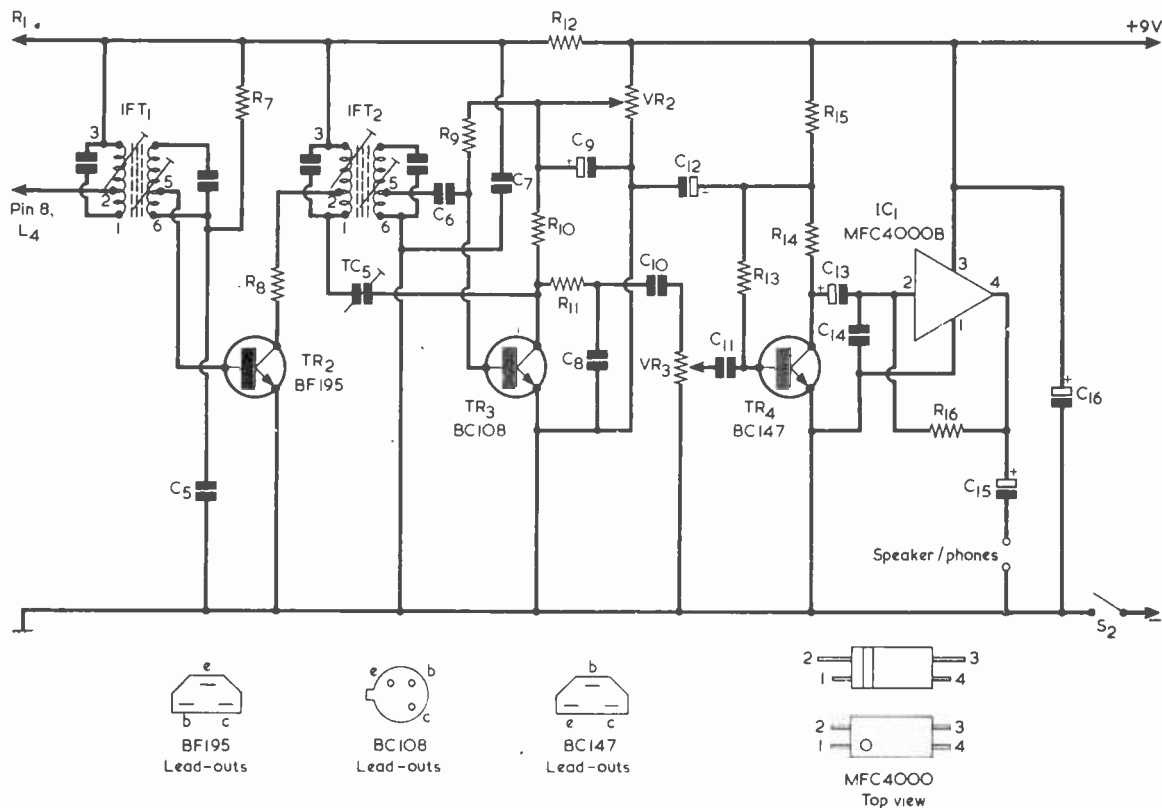 R1
R12
+9V
IFT1
R7
IFT2
R9
VR2
R15
3
3
C9
C12
5
5
C7
C6
IC1
MFC4000B
Pin 8,
L4
2
1
6
2
1
6
R10
R14
R13
C13
3
2
4
1
R8
TC5
R11
C10
C14
C11
C8
VR3
TR2
BF195
TR3
BC108
TR4
BC147
R16
C16
C5
C15
Speaker/phones
S2
+
+
+
+
-
-
e
b c
BF195
Lead-outs
e b
c
BC108
Lead-outs
b
e c
BC147
Lead-outs
2 3
1 4
2 3
1 4
MFC4000
Top view